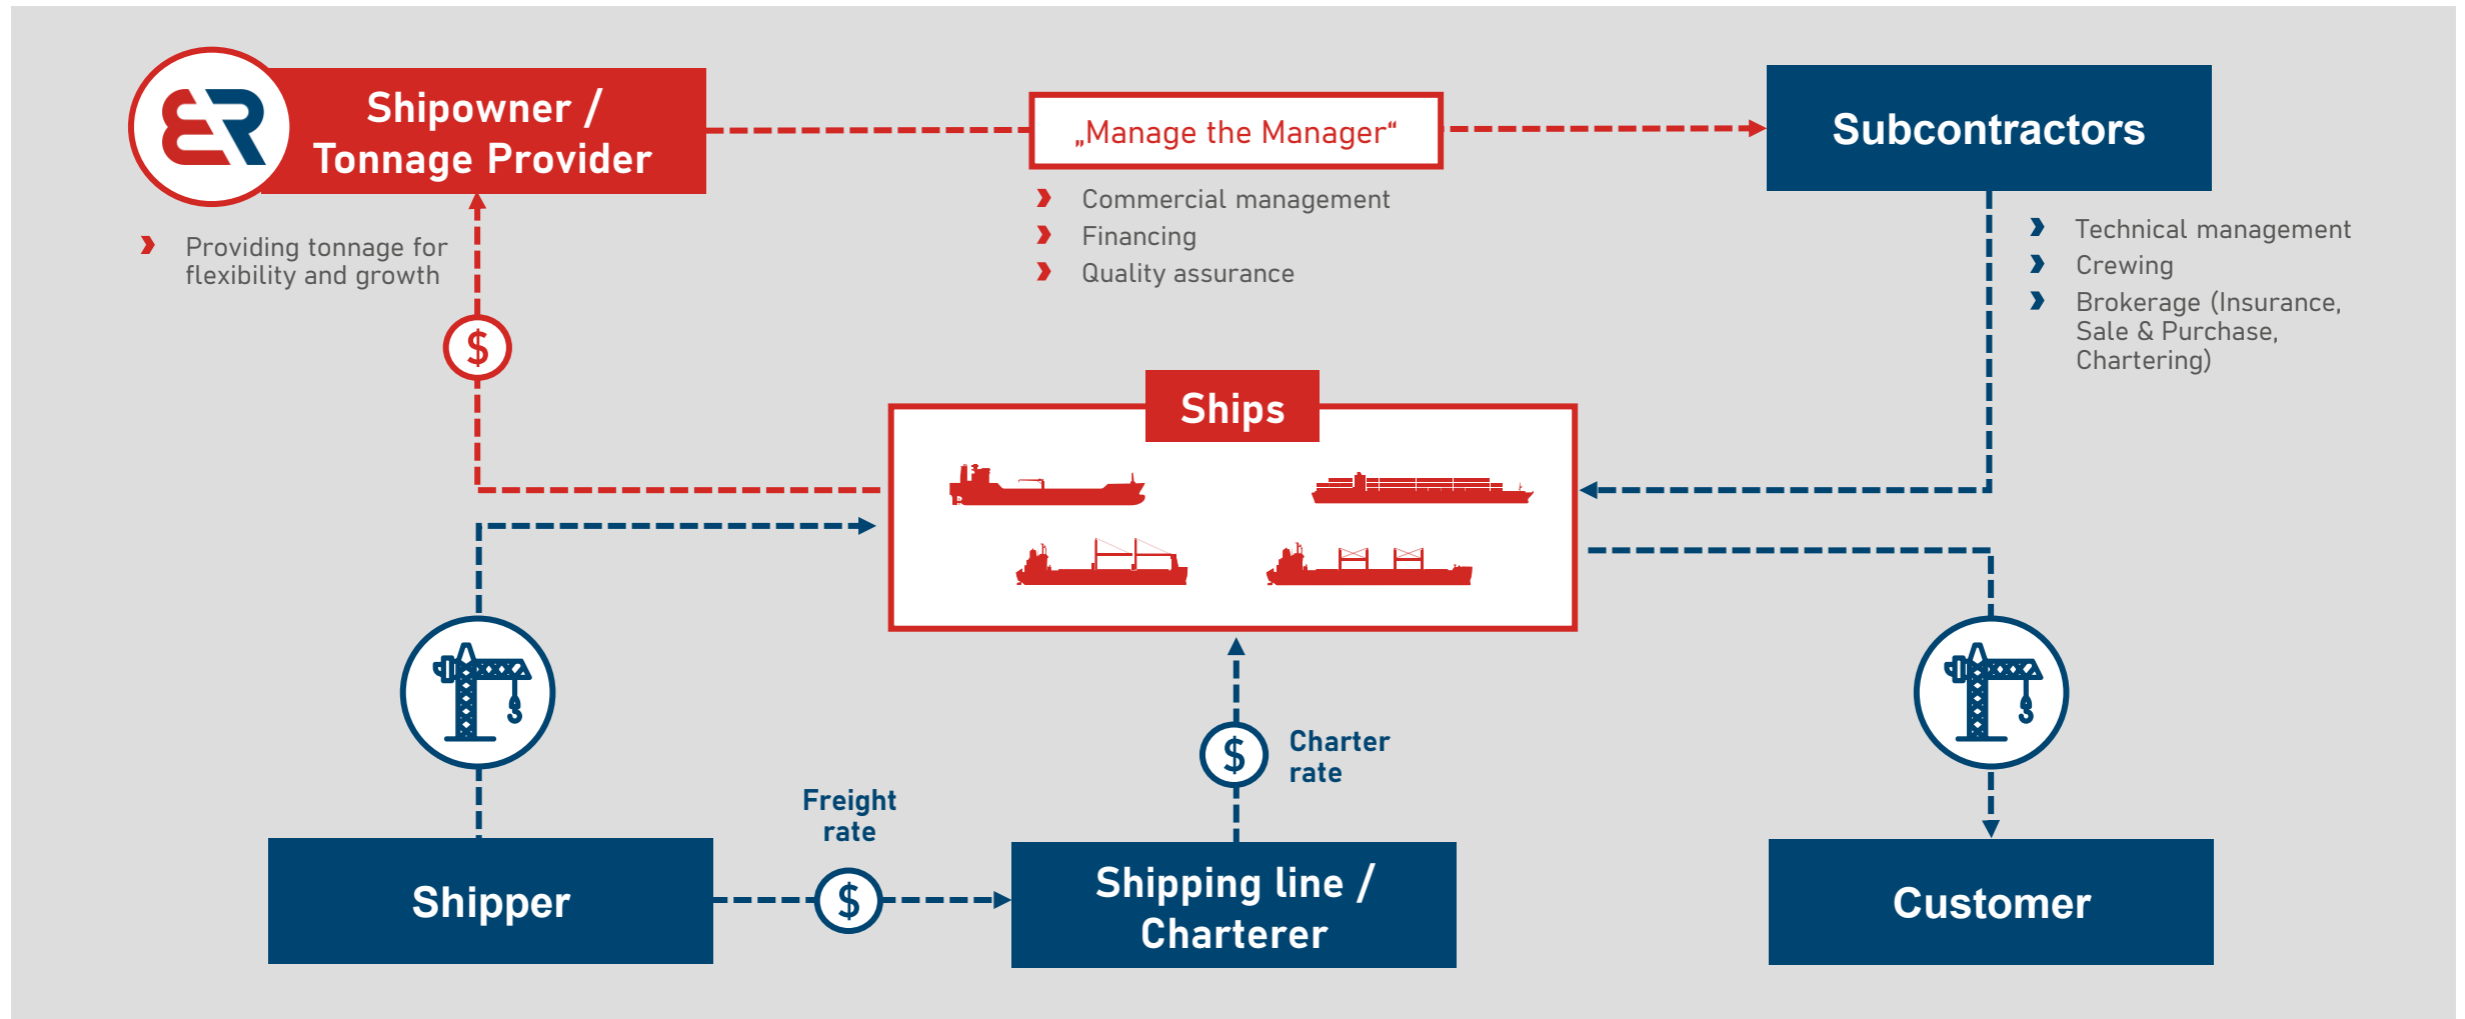 ER
Shipowner /
Tonnage Provider
„Manage the Manager“
Subcontractors
Providing tonnage for
flexibility and growth
Commercial management
Financing
Quality assurance
Technical management
Crewing
Brokerage (Insurance,
Sale & Purchase,
Chartering)
$
Ships
Charter
rate
$
Freight
rate
$
Shipper
Shipping line /
Charterer
Customer